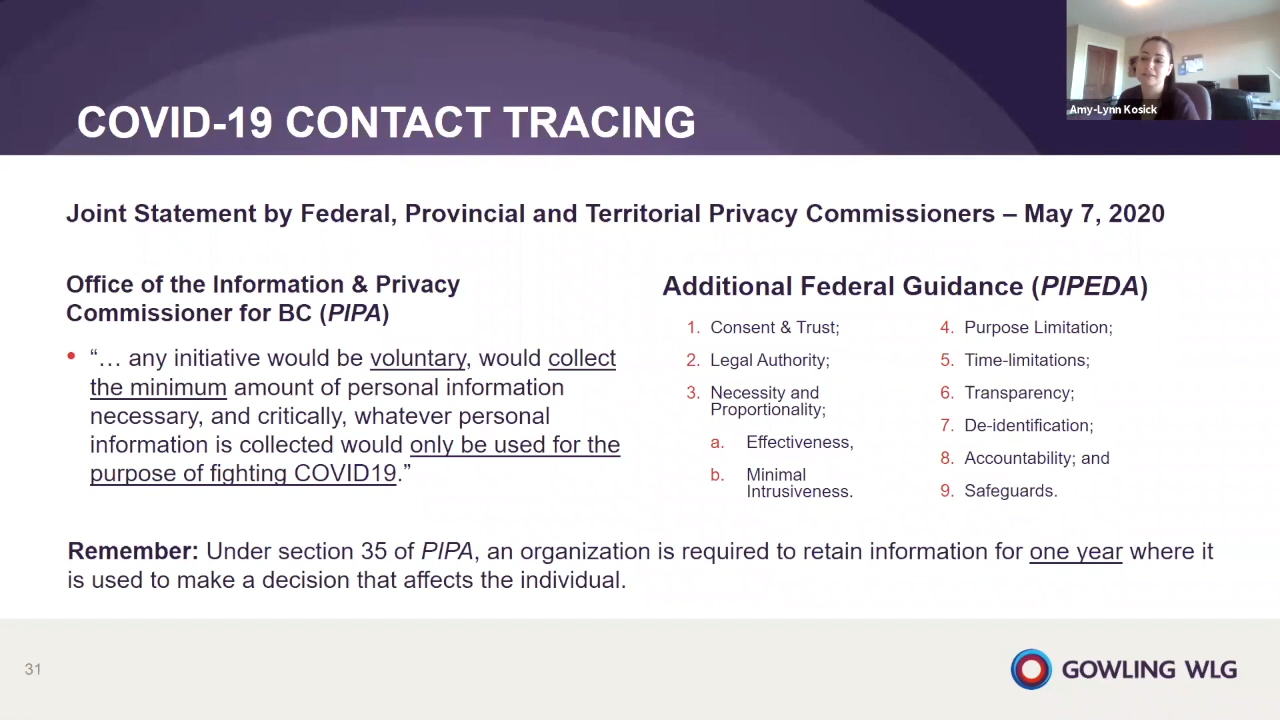 COVID-19 CONTACT TRACING
Amy-Lynn Kosick
Joint Statement by Federal, Provincial and Territorial Privacy Commissioners – May 7, 2020
Office of the Information & Privacy
Commissioner for BC (PIPA)
• “… any initiative would be voluntary, would collect
the minimum amount of personal information
necessary, and critically, whatever personal
information is collected would only be used for the
purpose of fighting COVID19.”
Additional Federal Guidance (PIPEDA)
1. Consent & Trust;
2. Legal Authority;
3. Necessity and
Proportionality;
a. Effectiveness,
b. Minimal
Intrusiveness.
4. Purpose Limitation;
5. Time-limitations;
6. Transparency;
7. De-identification;
8. Accountability; and
9. Safeguards.
Remember: Under section 35 of PIPA, an organization is required to retain information for one year where it
is used to make a decision that affects the individual.
31
GOWLING WLG